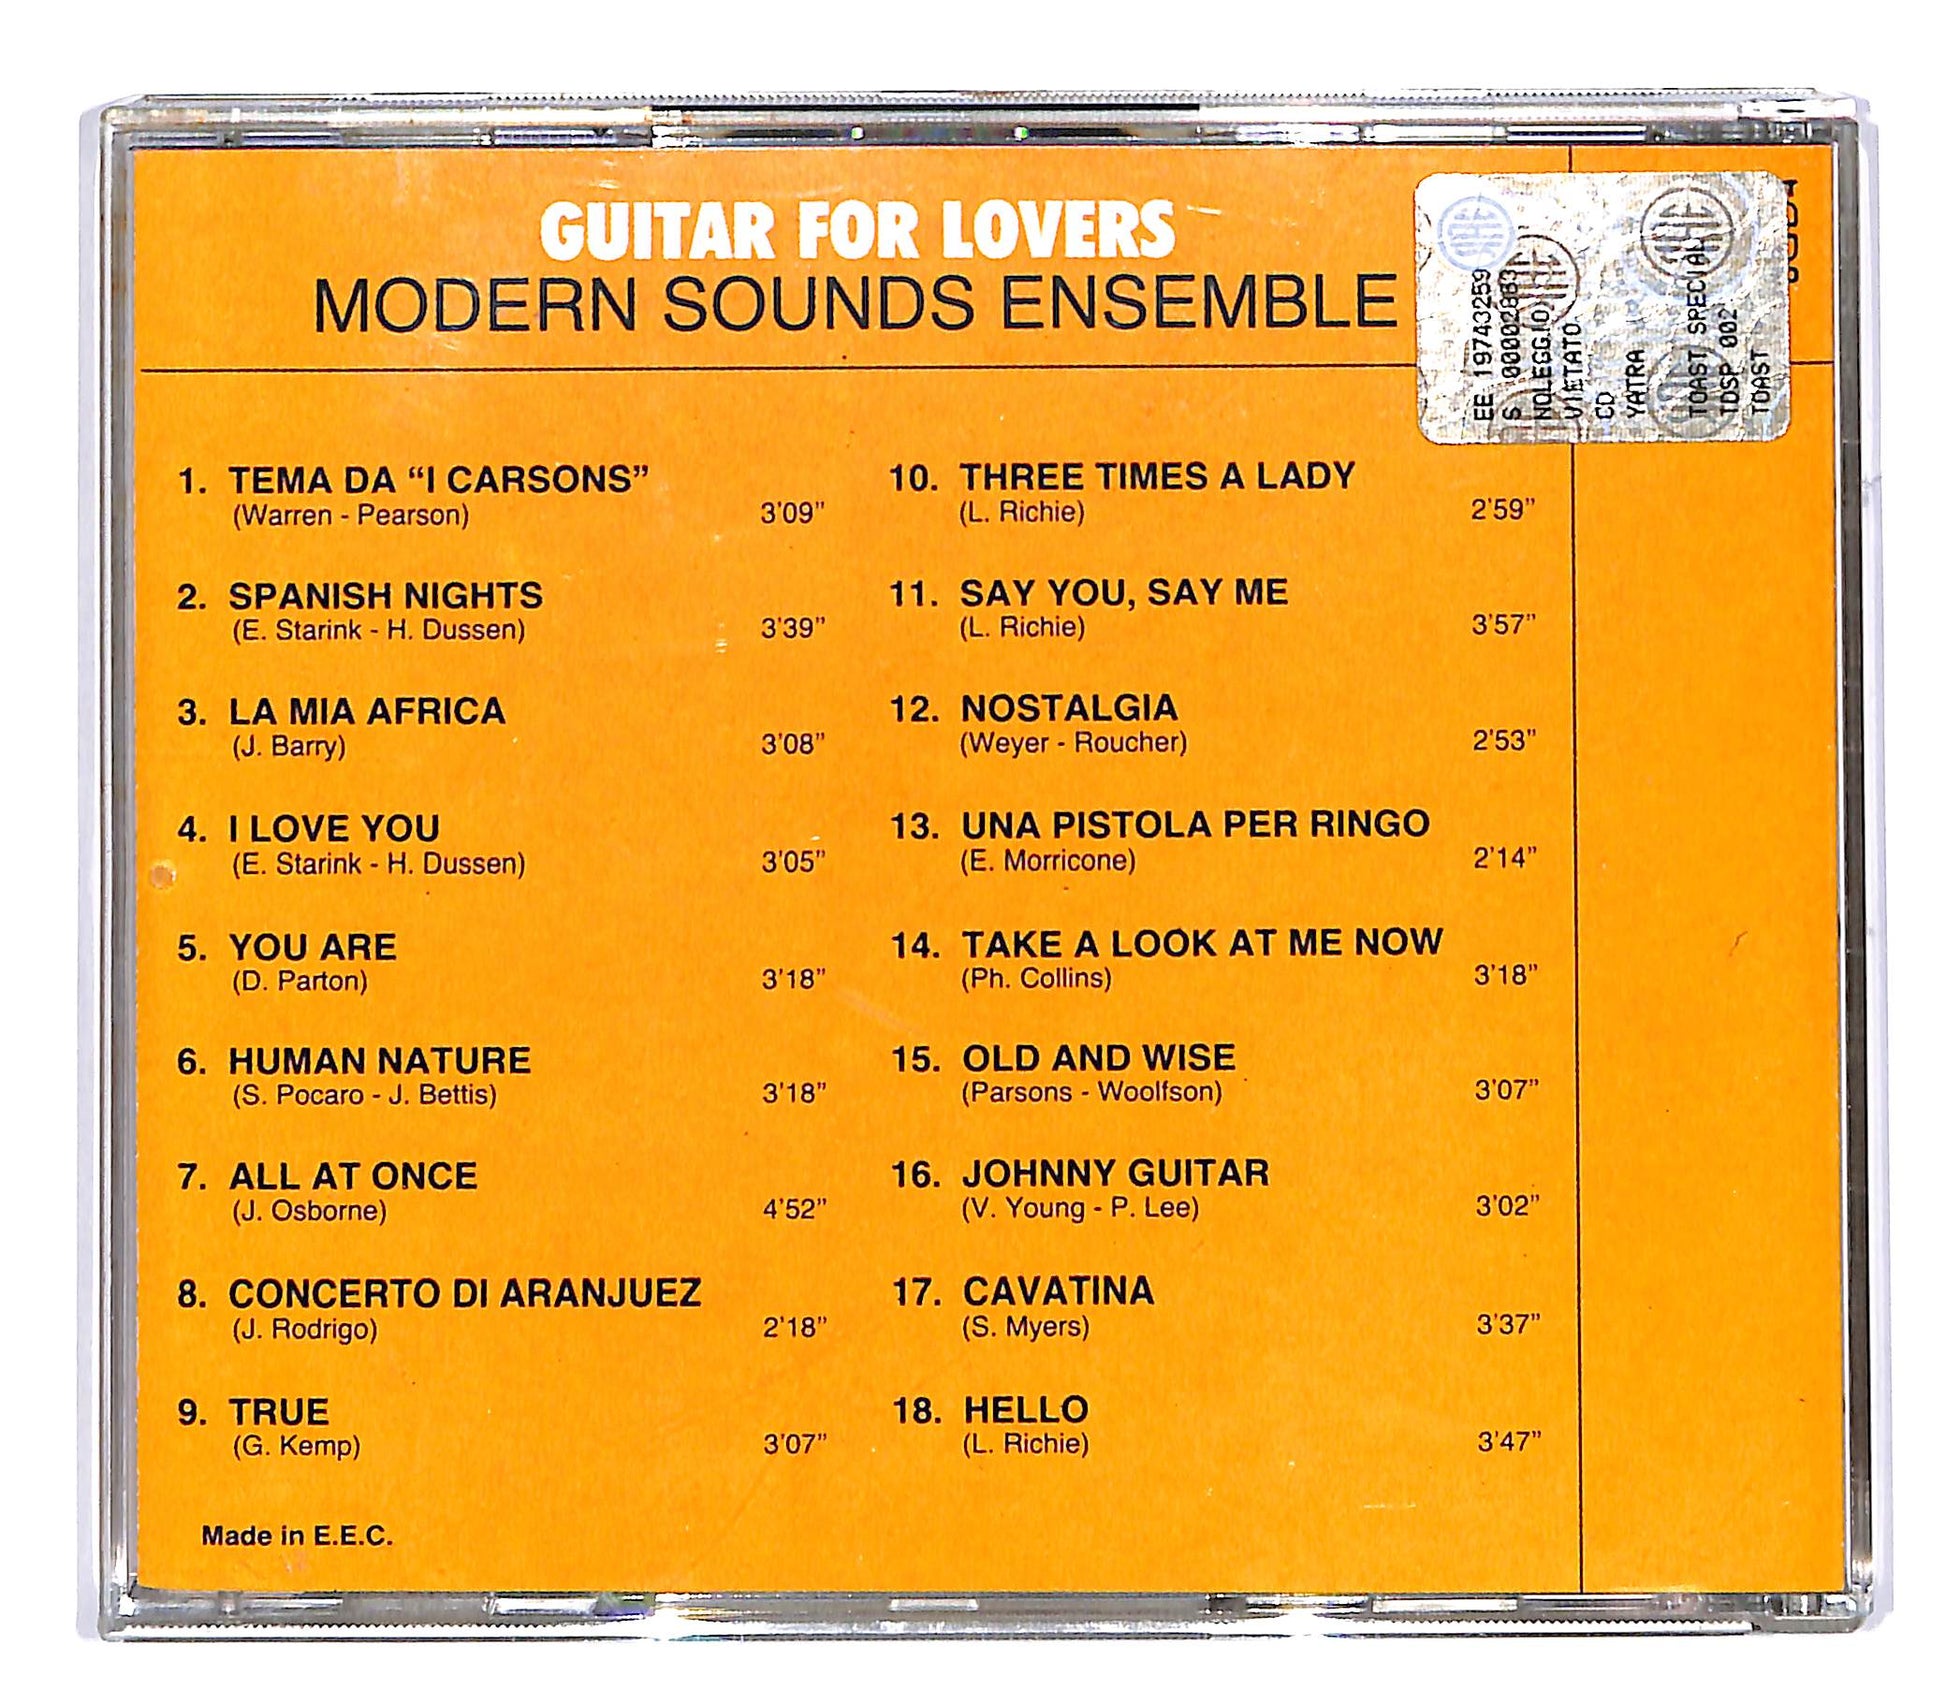 GUITAR FOR LOVERS
MODERN SOUNDS ENSEMBLE
EE 19743259
S 00002883
NOLEGGIO
VIETATO
CD
YATRA
TOAST SPECIAL
TDSP 002
TOAST
1. TEMA DA “I CARSONS”
(Warren - Pearson) 3'09”
2. SPANISH NIGHTS
(E. Starink - H. Dussen) 3'39”
3. LA MIA AFRICA
(J. Barry) 3'08”
4. I LOVE YOU
(E. Starink - H. Dussen) 3'05”
5. YOU ARE
(D. Parton) 3'18”
6. HUMAN NATURE
(S. Pocaro - J. Bettis) 3'18”
7. ALL AT ONCE
(J. Osborne) 4'52”
8. CONCERTO DI ARANJUEZ
(J. Rodrigo) 2'18”
9. TRUE
(G. Kemp) 3'07”
10. THREE TIMES A LADY
(L. Richie) 2'59”
11. SAY YOU, SAY ME
(L. Richie) 3'57”
12. NOSTALGIA
(Weyer - Roucher) 2'53”
13. UNA PISTOLA PER RINGO
(E. Morricone) 2'14”
14. TAKE A LOOK AT ME NOW
(Ph. Collins) 3'18”
15. OLD AND WISE
(Parsons - Woolfson) 3'07”
16. JOHNNY GUITAR
(V. Young - P. Lee) 3'02”
17. CAVATINA
(S. Myers) 3'37”
18. HELLO
(L. Richie) 3'47”
Made in E.E.C.